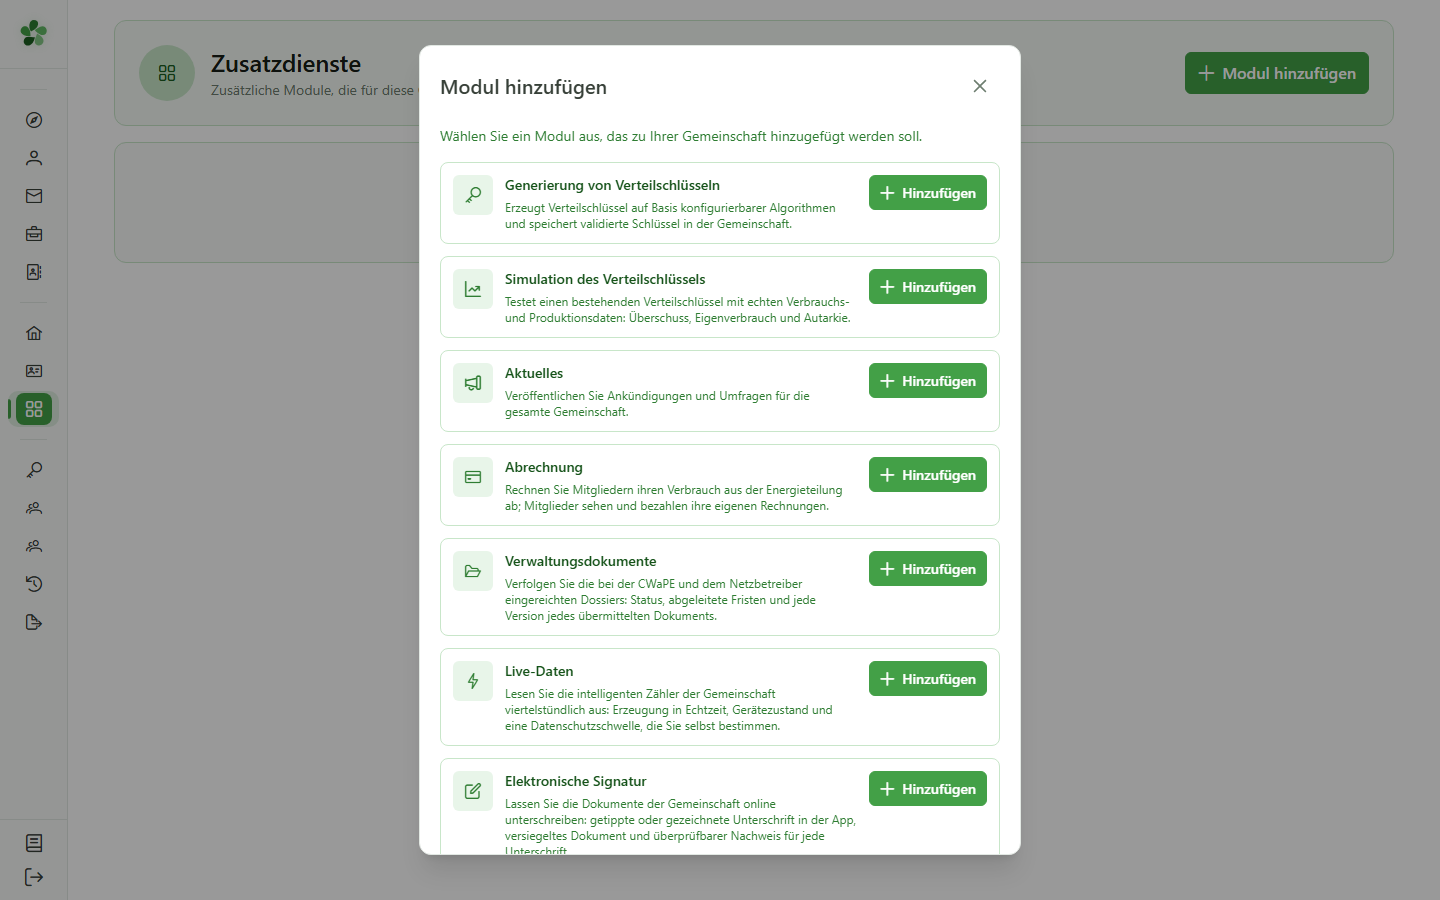 Zusatzdienste
Zusätzliche Module, die für diese
Modul hinzufügen
Modul hinzufügen
Wählen Sie ein Modul aus, das zu Ihrer Gemeinschaft hinzugefügt werden soll.
Generierung von Verteilschlüsseln
Hinzufügen
Erzeugt Verteilschlüssel auf Basis konfigurierbarer Algorithmen
und speichert validierte Schlüssel in der Gemeinschaft.
Simulation des Verteilschlüssels
Hinzufügen
Testet einen bestehenden Verteilschlüssel mit echten Verbrauchs-
und Produktionsdaten: Überschuss, Eigenverbrauch und Autarkie.
Aktuelles
Hinzufügen
Veröffentlichen Sie Ankündigungen und Umfragen für die
gesamte Gemeinschaft.
Abrechnung
Hinzufügen
Rechnen Sie Mitgliedern ihren Verbrauch aus der Energieteilung
ab; Mitglieder sehen und bezahlen ihre eigenen Rechnungen.
Verwaltungsdokumente
Hinzufügen
Verfolgen Sie die bei der CWaPE und dem Netzbetreiber
eingereichten Dossiers: Status, abgeleitete Fristen und jede
Version jedes übermittelten Dokuments.
Live-Daten
Hinzufügen
Lesen Sie die intelligenten Zähler der Gemeinschaft
viertelstündlich aus: Erzeugung in Echtzeit, Gerätezustand und
eine Datenschutzschwelle, die Sie selbst bestimmen.
Elektronische Signatur
Hinzufügen
Lassen Sie die Dokumente der Gemeinschaft online
unterschreiben: getippte oder gezeichnete Unterschrift in der App,
versiegeltes Dokument und überprüfbarer Nachweis für jede
Unterschrift.